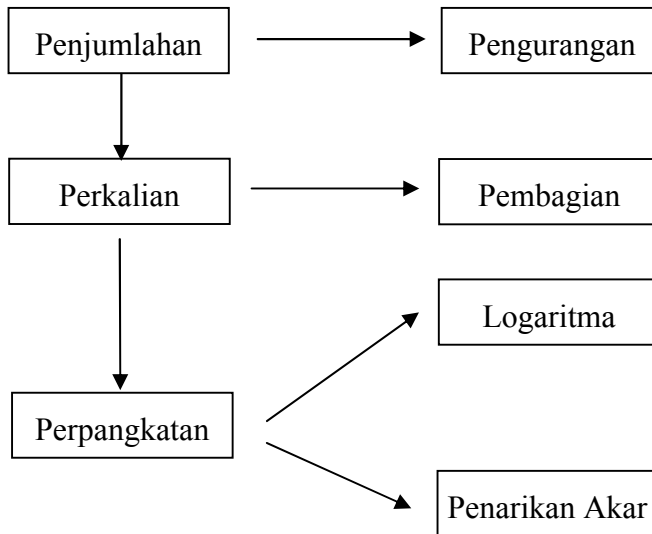 Penjumlahan
Pengurangan
Perkalian
Pembagian
Logaritma
Perpangkatan
Penarikan Akar